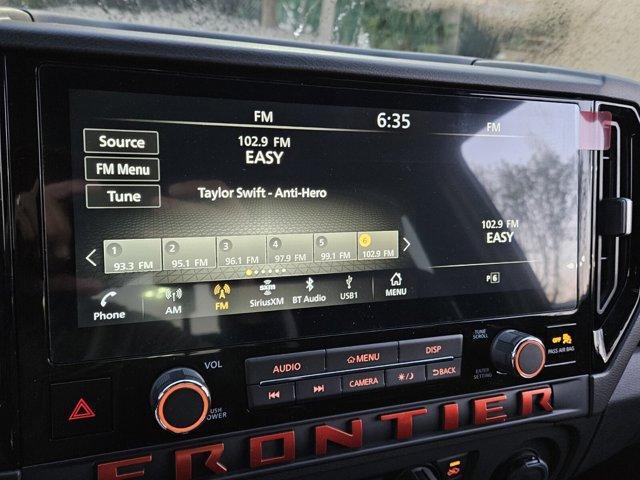 FM 6:35 FM
Source
FM Menu
Tune
102.9 FM
EASY
Taylor Swift - Anti-Hero
102.9 FM
EASY
1 2 3 4 5 6
93.3 FM 95.1 FM 96.1 FM 97.9 FM 99.1 FM 102.9 FM
P 6
Phone AM FM SXM SiriusXM BT Audio USB1 MENU
VOL
PUSH POWER
AUDIO MENU DISP
CAMERA BACK
TUNE SCROLL
ENTER SETTING
OFF
PASS AIR BAG
FRONTIER